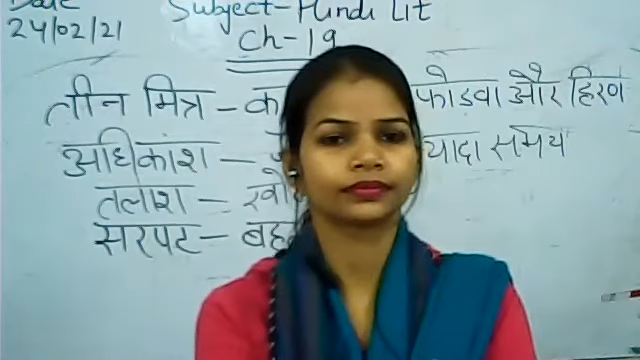 Date Subject-Hindi Lit
24/02/21 Ch-19
तीन मित्र - क फोडवा और हिरण
अधिकांश - यादा समय
तलाश - खो
सरपट - बह